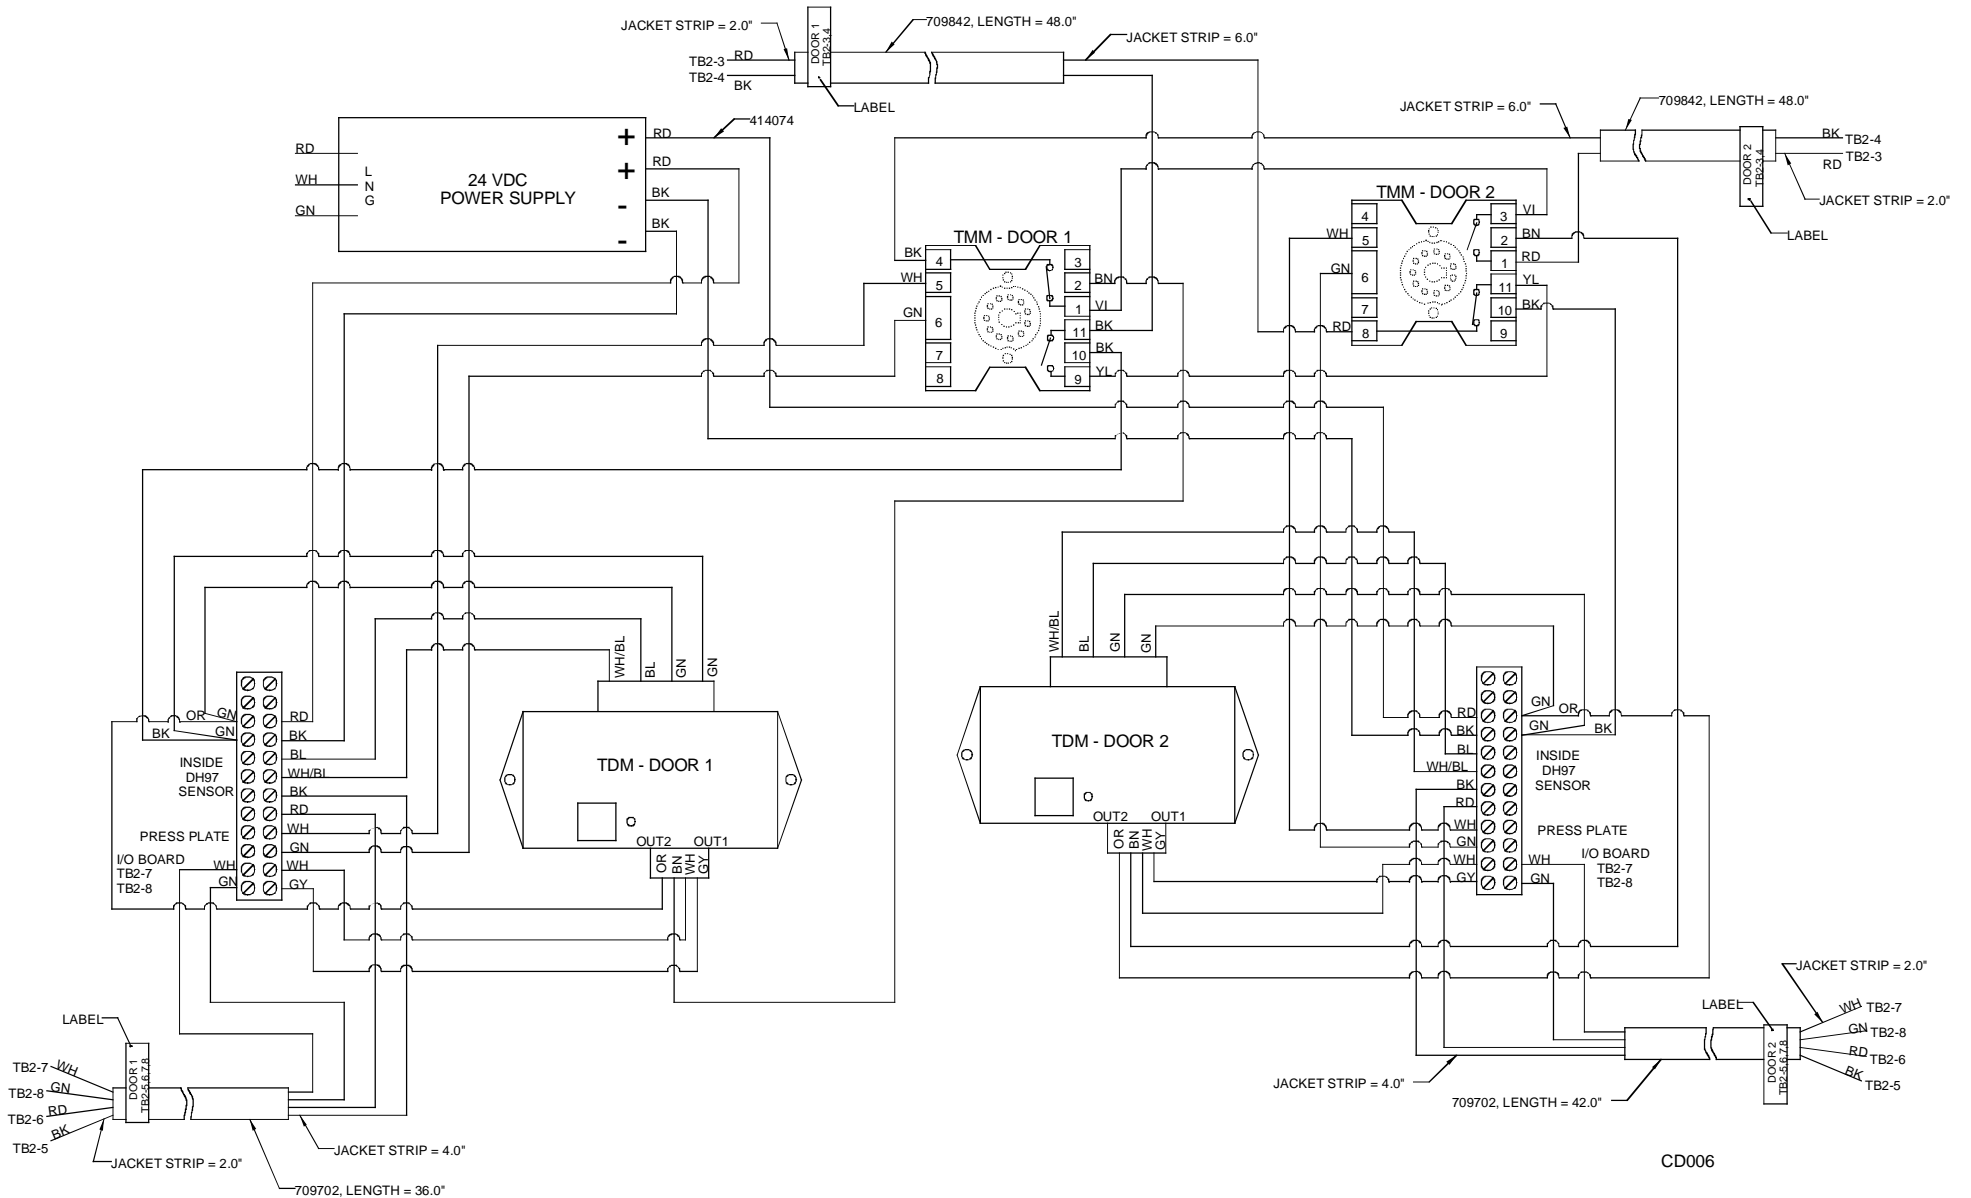 JACKET STRIP = 2.0"
DOOR 1
TB2-3,4
709842, LENGTH = 48.0"
JACKET STRIP = 6.0"
TB2-3
RD
TB2-4
BK
LABEL
414074
JACKET STRIP = 6.0"
709842, LENGTH = 48.0"
DOOR 2
TB2-3,4
BK
TB2-4
TB2-3
RD
JACKET STRIP = 2.0"
LABEL
RD
WH
GN
L
N
G
24 VDC
POWER SUPPLY
+
+
-
-
RD
RD
BK
BK
TMM - DOOR 1
BK
WH
GN
4
5
6
7
8
3
2
1
11
10
9
BN
VI
BK
BK
YL
TMM - DOOR 2
WH
GN
RD
4
5
6
7
8
3
2
1
11
10
9
VI
BN
RD
YL
BK
WH/BL
BL
GN
GN
WH/BL
BL
GN
GN
OR
GN
BK
GN
RD
BK
BL
WH/BL
BK
RD
WH
GN
WH
GY
INSIDE
DH97
SENSOR
PRESS PLATE
I/O BOARD
TB2-7
TB2-8
WH
GN
TDM - DOOR 1
OUT2
OUT1
OR
BN
WH
GY
TDM - DOOR 2
OUT2
OUT1
OR
BN
WH
GY
RD
BK
BL
WH/BL
BK
RD
WH
GN
WH
GY
GN
OR
GN
BK
INSIDE
DH97
SENSOR
PRESS PLATE
I/O BOARD
TB2-7
TB2-8
WH
GN
LABEL
DOOR 1
TB2-5,6,7,8
TB2-7
WH
TB2-8
GN
TB2-6
RD
TB2-5
BK
JACKET STRIP = 2.0"
JACKET STRIP = 4.0"
709702, LENGTH = 36.0"
JACKET STRIP = 2.0"
LABEL
DOOR 2
TB2-5,6,7,8
WH
TB2-7
GN
TB2-8
RD
TB2-6
BK
TB2-5
JACKET STRIP = 4.0"
709702, LENGTH = 42.0"
CD006